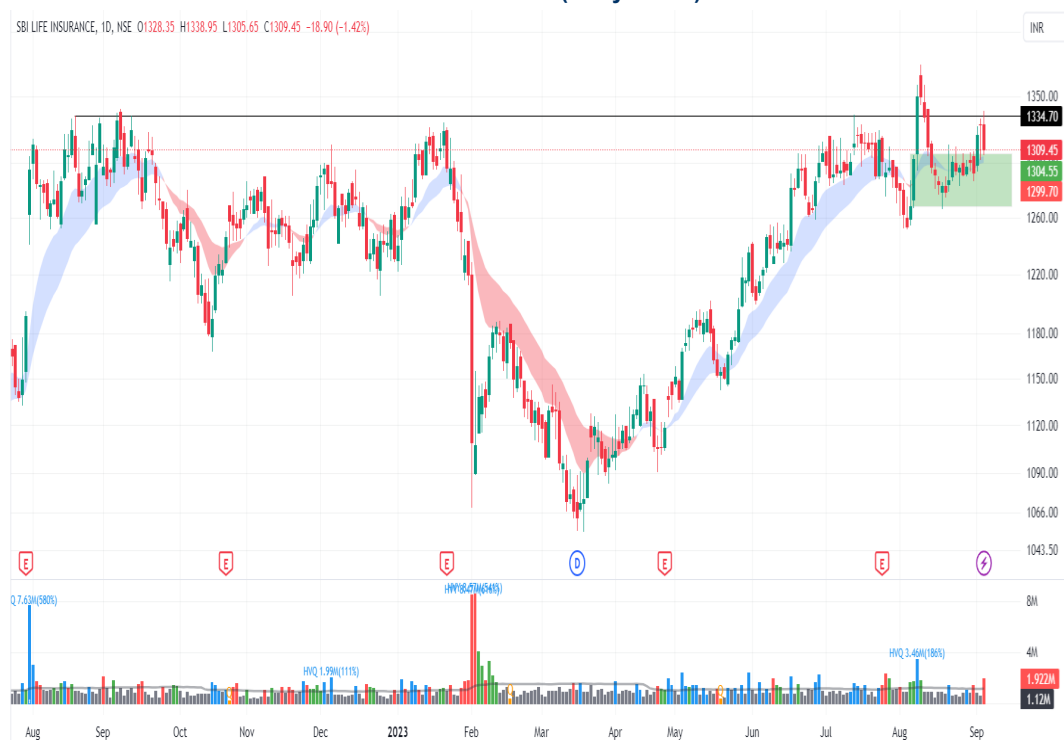 SBI LIFE INSURANCE, 1D, NSE O1328.35 H1338.95 L1305.65 C1309.45 −18.90 (−1.42%)
INR
1350.00
1334.70
1309.45
1304.55
1299.70
1260.00
1220.00
1180.00
1150.00
1120.00
1090.00
1066.00
1043.50
E
E
E
D
E
E
Q 7.63M(580%)
HVQ 1.99M(111%)
HVQ 3.46M(186%)
8M
4M
1.922M
1.12M
Aug Sep Oct Nov Dec 2023 Feb Mar Apr May Jun Jul Aug Sep